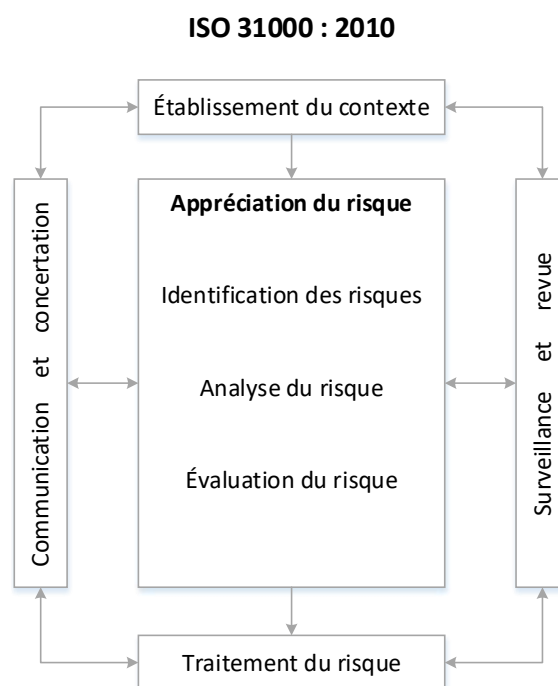 ISO 31000 : 2010
Établissement du contexte
Communication et concertation
Appréciation du risque
Identification des risques
Analyse du risque
Évaluation du risque
Surveillance et revue
Traitement du risque